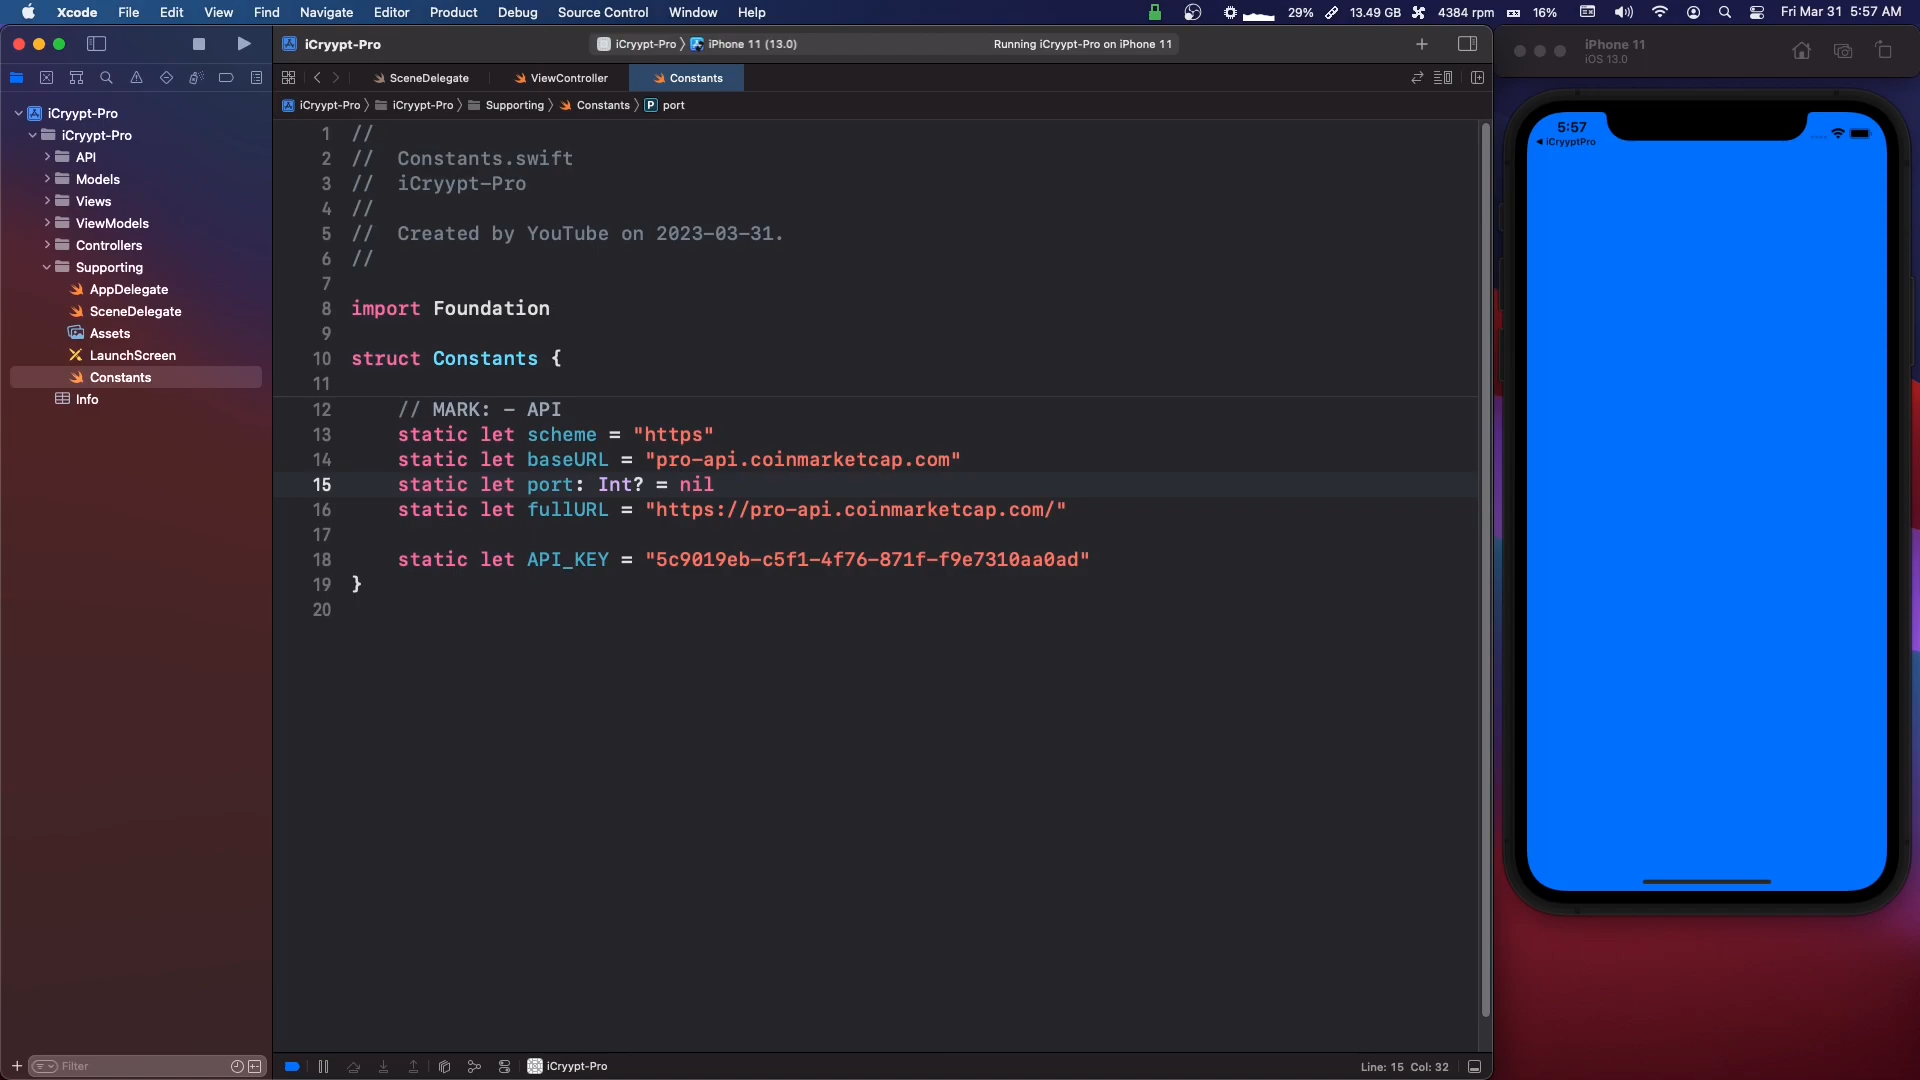 Xcode File Edit View Find Navigate Editor Product Debug Source Control Window Help 29% 13.49 GB 4384 rpm 16% Fri Mar 31 5:57 AM
iCryypt-Pro iCryypt-Pro iPhone 11 (13.0) Running iCryypt-Pro on iPhone 11
iPhone 11
iOS 13.0
SceneDelegate ViewController Constants
iCryypt-Pro iCryypt-Pro Supporting Constants P port
iCryypt-Pro
iCryypt-Pro
API
Models
Views
ViewModels
Controllers
Supporting
AppDelegate
SceneDelegate
Assets
LaunchScreen
Constants
Info
1 //
2 // Constants.swift
3 // iCryypt-Pro
4 //
5 // Created by YouTube on 2023-03-31.
6 //
7
8 import Foundation
9
10 struct Constants {
11
12 // MARK: - API
13 static let scheme = "https"
14 static let baseURL = "pro-api.coinmarketcap.com"
15 static let port: Int? = nil
16 static let fullURL = "https://pro-api.coinmarketcap.com/"
17
18 static let API_KEY = "5c9019eb-c5f1-4f76-871f-f9e7310aa0ad"
19 }
20
5:57
◀ iCryyptPro
Filter
iCryypt-Pro
Line: 15 Col: 32